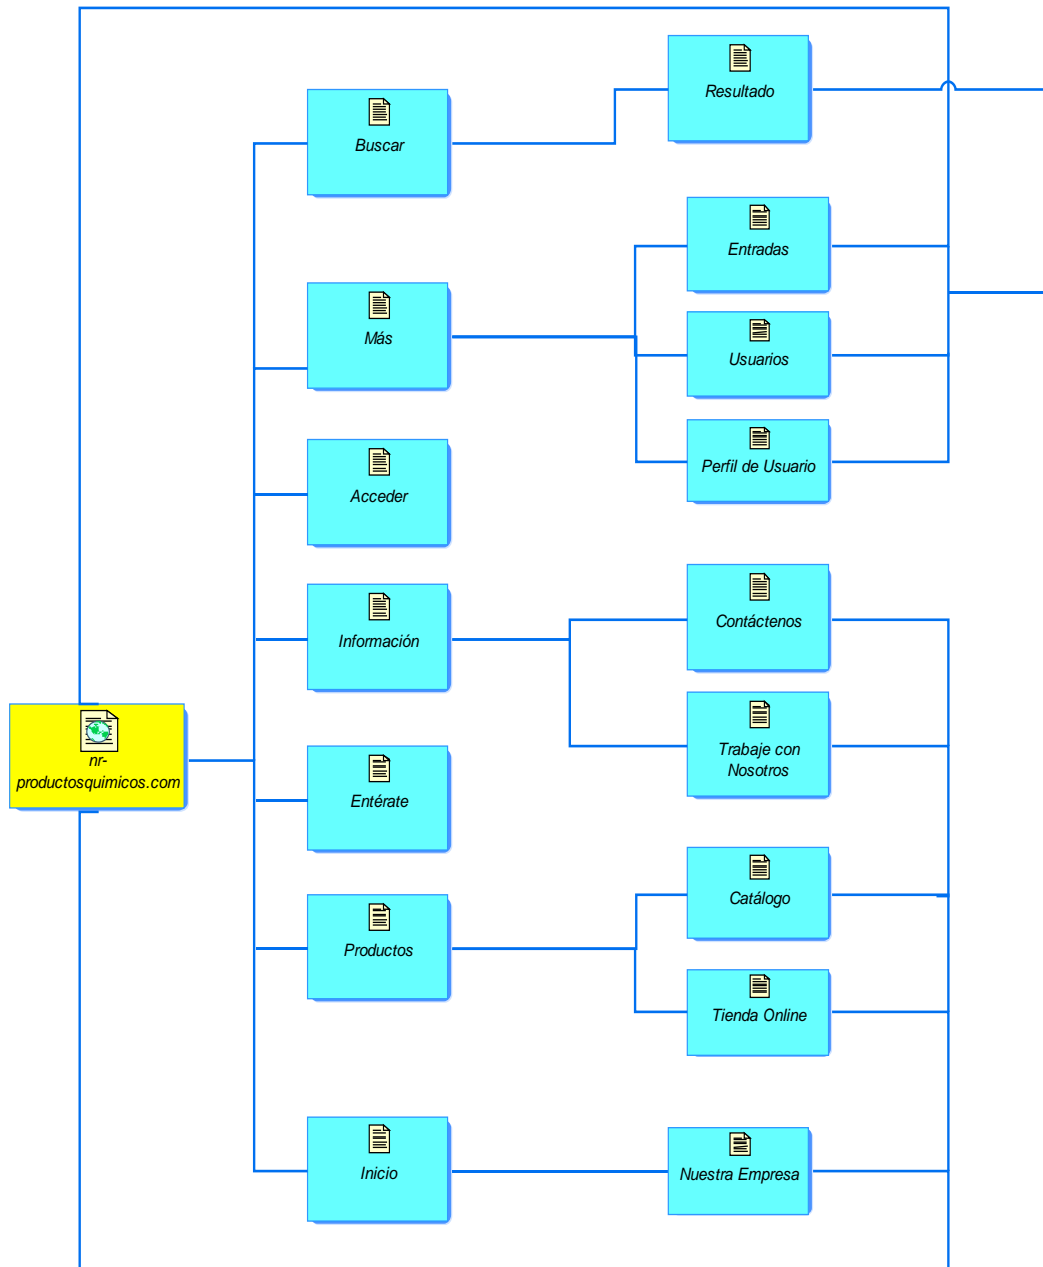 Resultado
Buscar
Entradas
Más
Usuarios
Perfil de Usuario
Acceder
Contáctenos
Información
Trabaje con
Nosotros
nr-
productosquimicos.com
Entérate
Catálogo
Productos
Tienda Online
Inicio
Nuestra Empresa